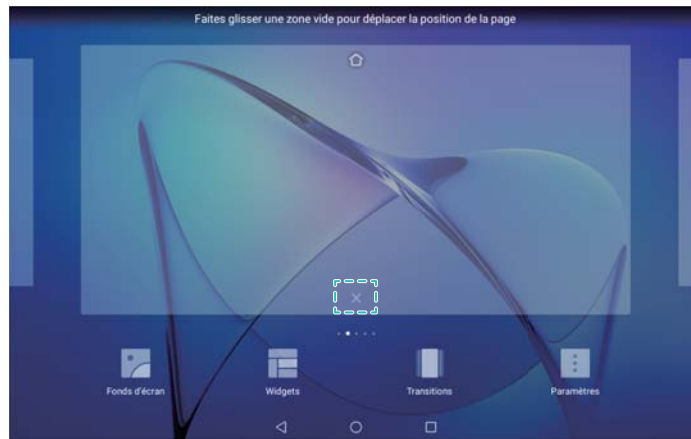 Faites glisser une zone vide pour déplacer la position de la page
Fonds d'écran
Widgets
Transitions
Paramètres